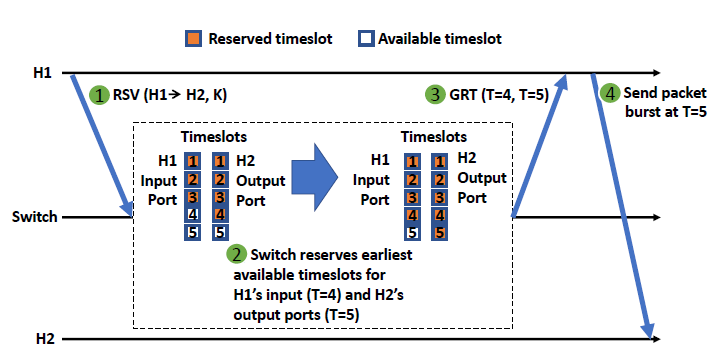 Reserved timeslot Available timeslot
H1
1 RSV (H1→ H2, K)
3 GRT (T=4, T=5)
4 Send packet
burst at T=5
Timeslots Timeslots
H1 1 1 H2 H1 1 1 H2
Input 2 2 Output Input 2 2 Output
Port 3 3 Port Port 3 3 Port
4 4 4 4
5 5 5 5
Switch
2 Switch reserves earliest
available timeslots for
H1's input (T=4) and H2's
output ports (T=5)
H2